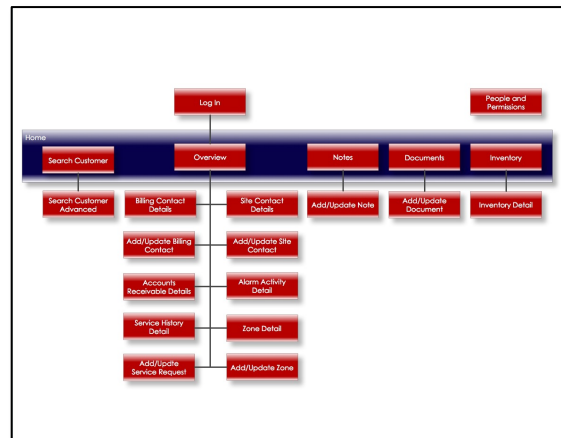 Log In
People and
Permissions
Home
Search Customer
Overview
Notes
Documents
Inventory
Search Customer
Advanced
Billing Contact
Details
Site Contact
Details
Add/Update Note
Add/Update
Document
Inventory Detail
Add/Update Billing
Contact
Add/Update Site
Contact
Accounts
Receivable Details
Alarm Activity
Detail
Service History
Detail
Zone Detail
Add/Updte
Service Request
Add/Update Zone